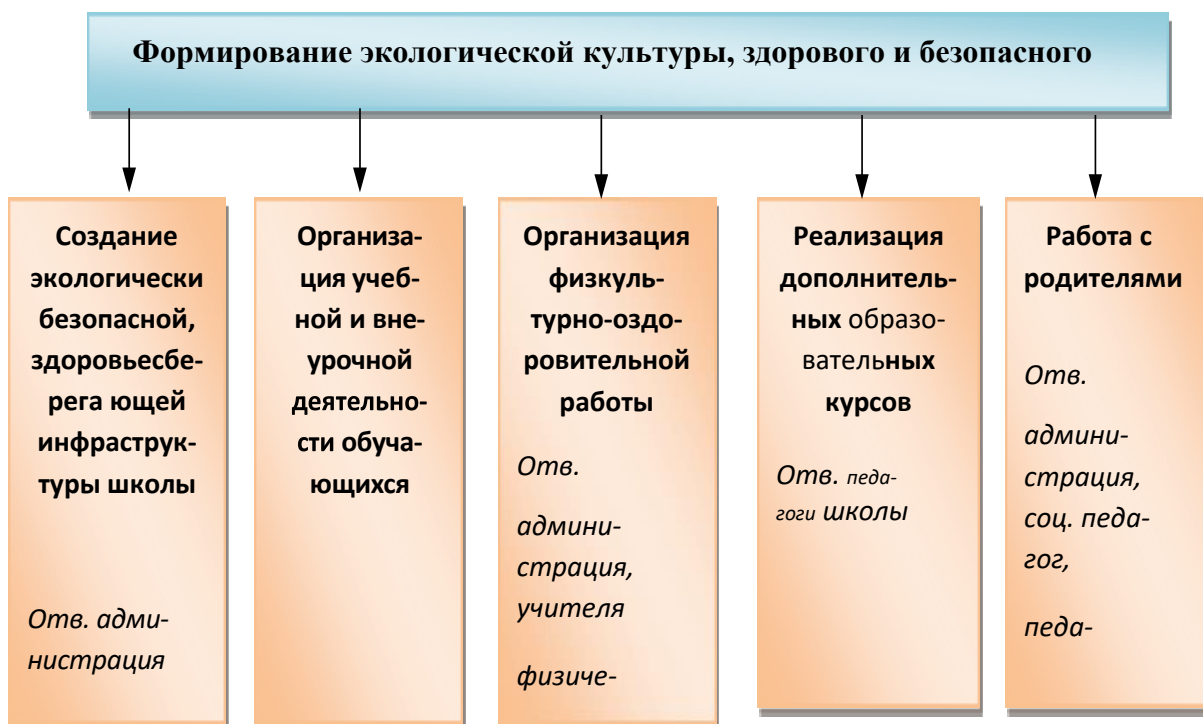 Формирование экологической культуры, здорового и безопасного
Создание
экологически
безопасной,
здоровьесбе-
рега ющей
инфраструк-
туры школы
Отв. адми-
нистрация
Организа-
ция учеб-
ной и вне-
урочной
деятельно-
сти обуча-
ющихся
Организация
физкуль-
турно-оздо-
ровительной
работы
Отв.
админи-
страция,
учителя
физиче-
Реализация
дополнитель-
ных образо-
вательных
курсов
Отв. педа-
гоги школы
Работа с
родителями
Отв.
админи-
страция,
соц. педа-
гог,
педа-